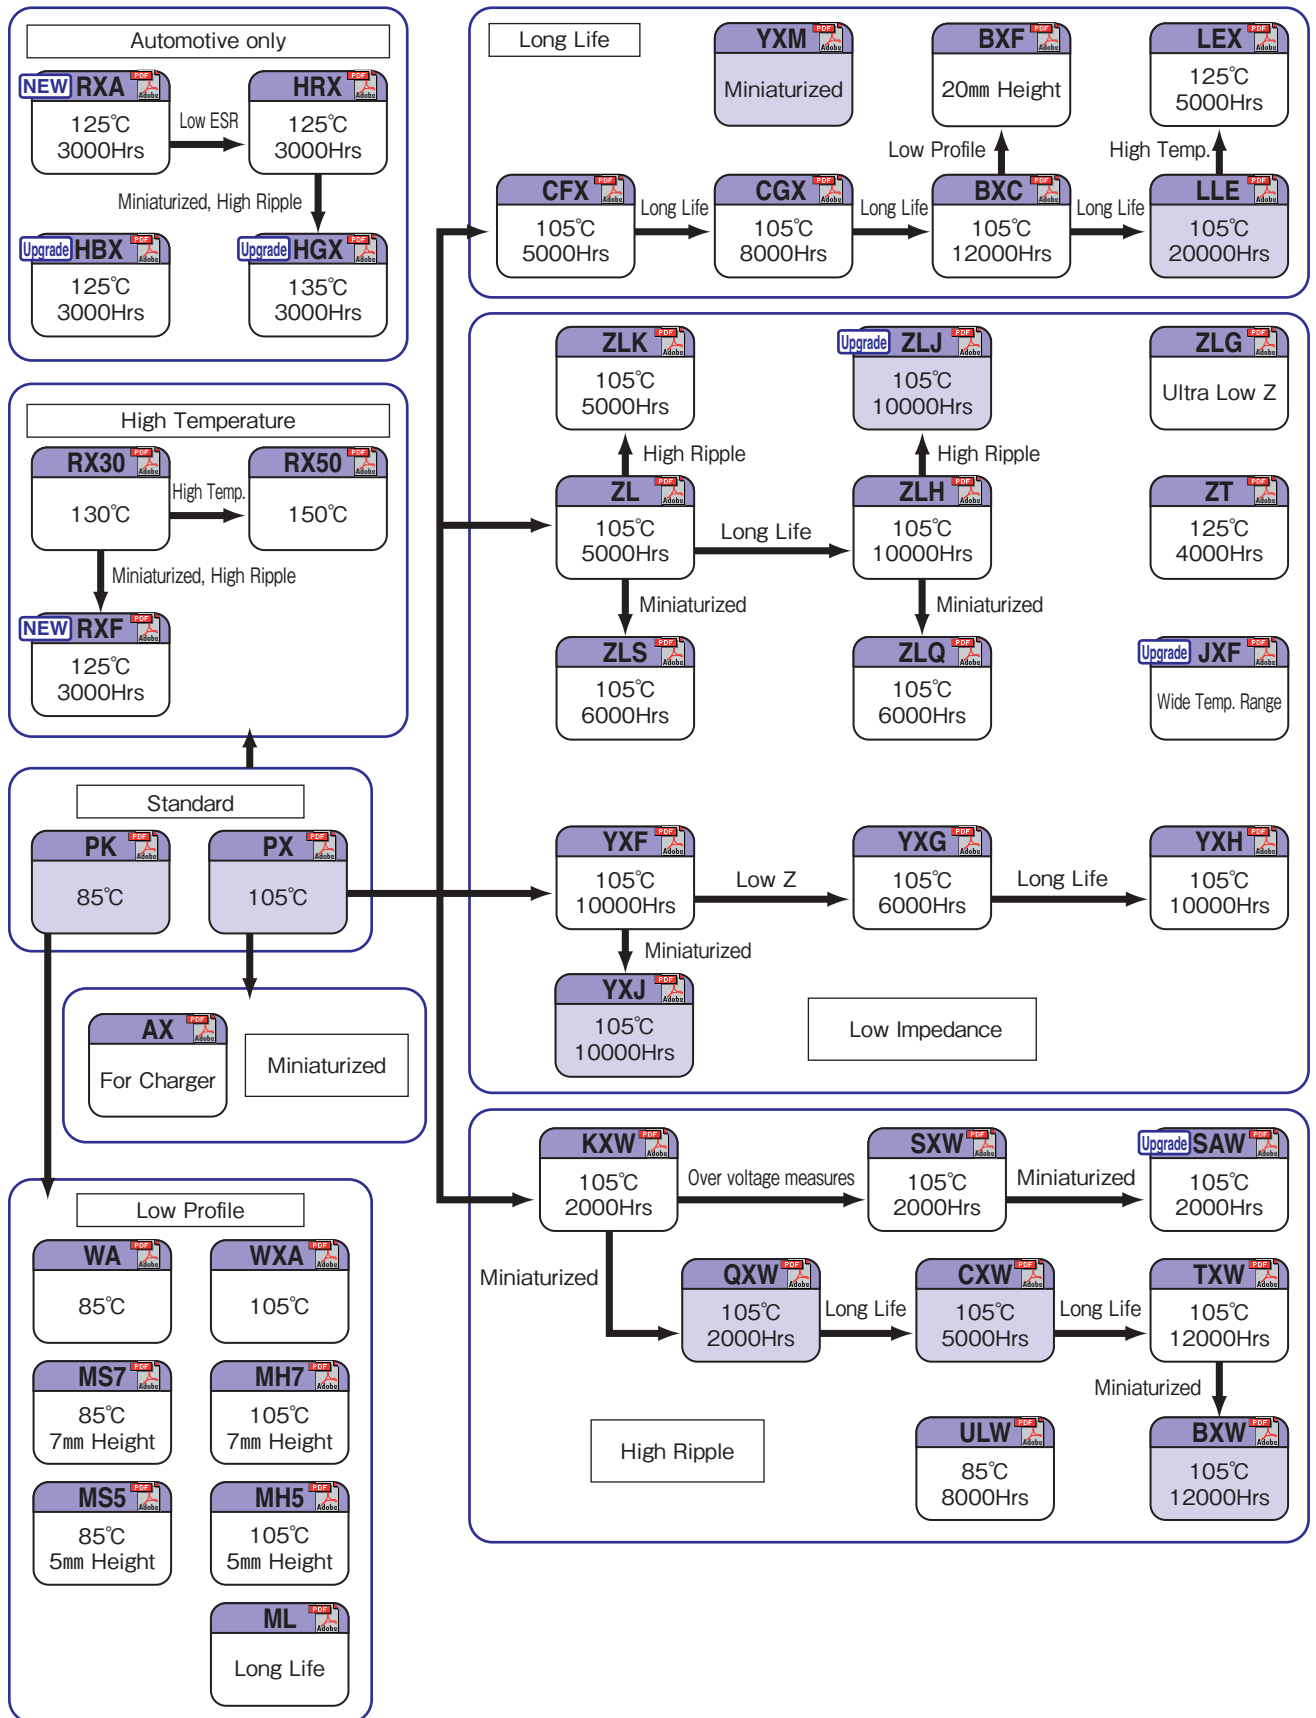 Automotive only
NEW RXA
125℃
3000Hrs
Low ESR
HRX
125℃
3000Hrs
Miniaturized, High Ripple
Upgrade HBX
125℃
3000Hrs
Upgrade HGX
135℃
3000Hrs
High Temperature
RX30
130℃
High Temp.
RX50
150℃
Miniaturized, High Ripple
NEW RXF
125℃
3000Hrs
Standard
PK
85℃
PX
105℃
AX
For Charger
Miniaturized
Low Profile
WA
85℃
WXA
105℃
MS7
85℃
7mm Height
MH7
105℃
7mm Height
MS5
85℃
5mm Height
MH5
105℃
5mm Height
ML
Long Life
Long Life
YXM
Miniaturized
BXF
20mm Height
LEX
125℃
5000Hrs
Low Profile
High Temp.
CFX
105℃
5000Hrs
Long Life
CGX
105℃
8000Hrs
Long Life
BXC
105℃
12000Hrs
Long Life
LLE
105℃
20000Hrs
ZLK
105℃
5000Hrs
Upgrade ZLJ
105℃
10000Hrs
ZLG
Ultra Low Z
High Ripple
High Ripple
ZL
105℃
5000Hrs
Long Life
ZLH
105℃
10000Hrs
ZT
125℃
4000Hrs
Miniaturized
Miniaturized
ZLS
105℃
6000Hrs
ZLQ
105℃
6000Hrs
Upgrade JXF
Wide Temp. Range
YXF
105℃
10000Hrs
Low Z
YXG
105℃
6000Hrs
Long Life
YXH
105℃
10000Hrs
Miniaturized
YXJ
105℃
10000Hrs
Low Impedance
KXW
105℃
2000Hrs
Over voltage measures
SXW
105℃
2000Hrs
Miniaturized
Upgrade SAW
105℃
2000Hrs
Miniaturized
QXW
105℃
2000Hrs
Long Life
CXW
105℃
5000Hrs
Long Life
TXW
105℃
12000Hrs
Miniaturized
High Ripple
ULW
85℃
8000Hrs
BXW
105℃
12000Hrs